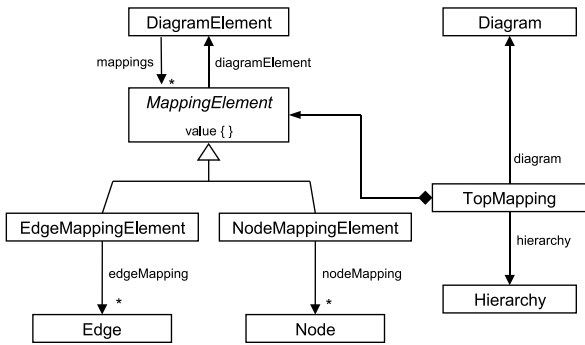 DiagramElement
Diagram
mappings
*
diagramElement
MappingElement
value { }
diagram
TopMapping
EdgeMappingElement
NodeMappingElement
hierarchy
edgeMapping
nodeMapping
*
*
Edge
Node
Hierarchy